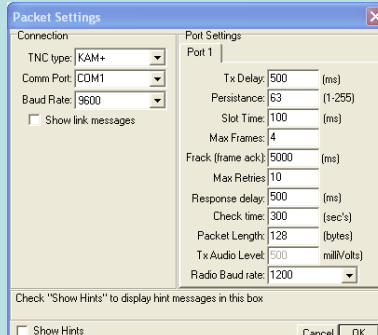 Packet Settings
Connection
TNC type: KAM+
Comm Port: COM1
Baud Rate: 9600
Show link messages
Port Settings
Port 1
Tx Delay: 500 (ms)
Persistance: 63 (1-255)
Slot Time: 100 (ms)
Max Frames: 4
Frack (frame ack): 5000 (ms)
Max Retries 10
Response delay: 500 (ms)
Check time: 300 (sec's)
Packet Length: 128 (bytes)
Tx Audio Level: 500 milliVolts)
Radio Baud rate: 1200
Check "Show Hints" to display hint messages in this box
Show Hints
Cancel OK